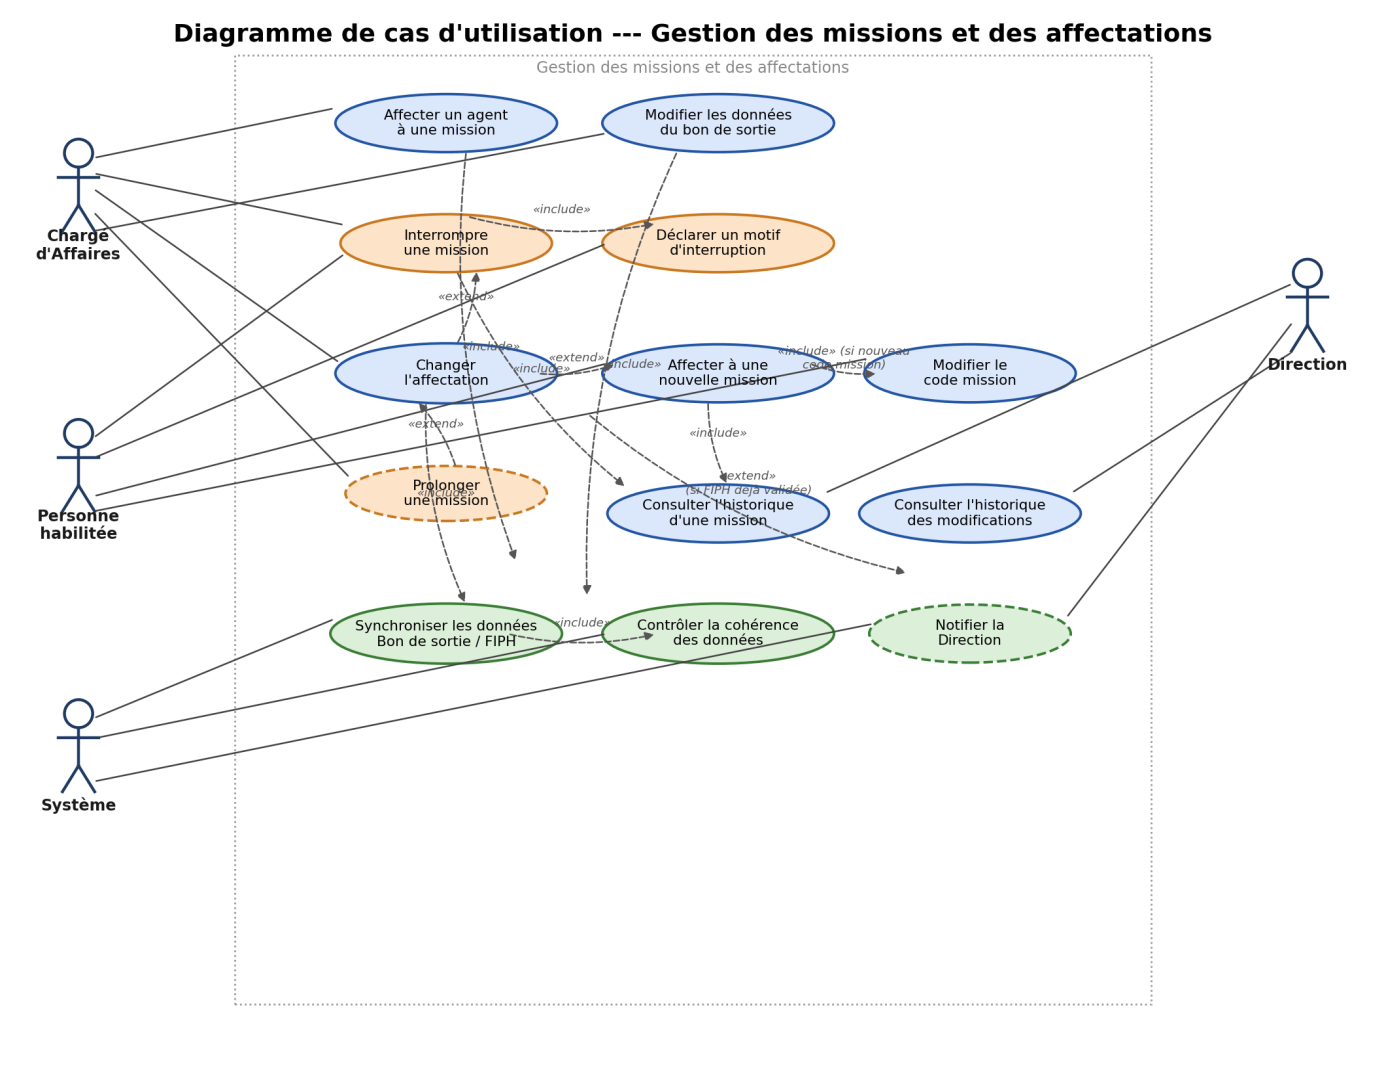 Diagramme de cas d'utilisation --- Gestion des missions et des affectations
Gestion des missions et des affectations
Affecter un agent
à une mission
Modifier les données
du bon de sortie
Chargé
d'Affaires
«include»
Interrompre
une mission
Déclarer un motif
d'interruption
«extend»
Direction
«include»
«extend»
«include»
«include»
«include» (si nouveau
code mission)
Changer
l'affectation
Affecter à une
nouvelle mission
Modifier le
code mission
«extend»
«include»
Personne
habilitée
Prolonger
une mission
«include»
«extend»
(si FIPH déjà validée)
Consulter l'historique
d'une mission
Consulter l'historique
des modifications
Synchroniser les données
Bon de sortie / FIPH
«include»
Contrôler la cohérence
des données
Notifier la
Direction
Système